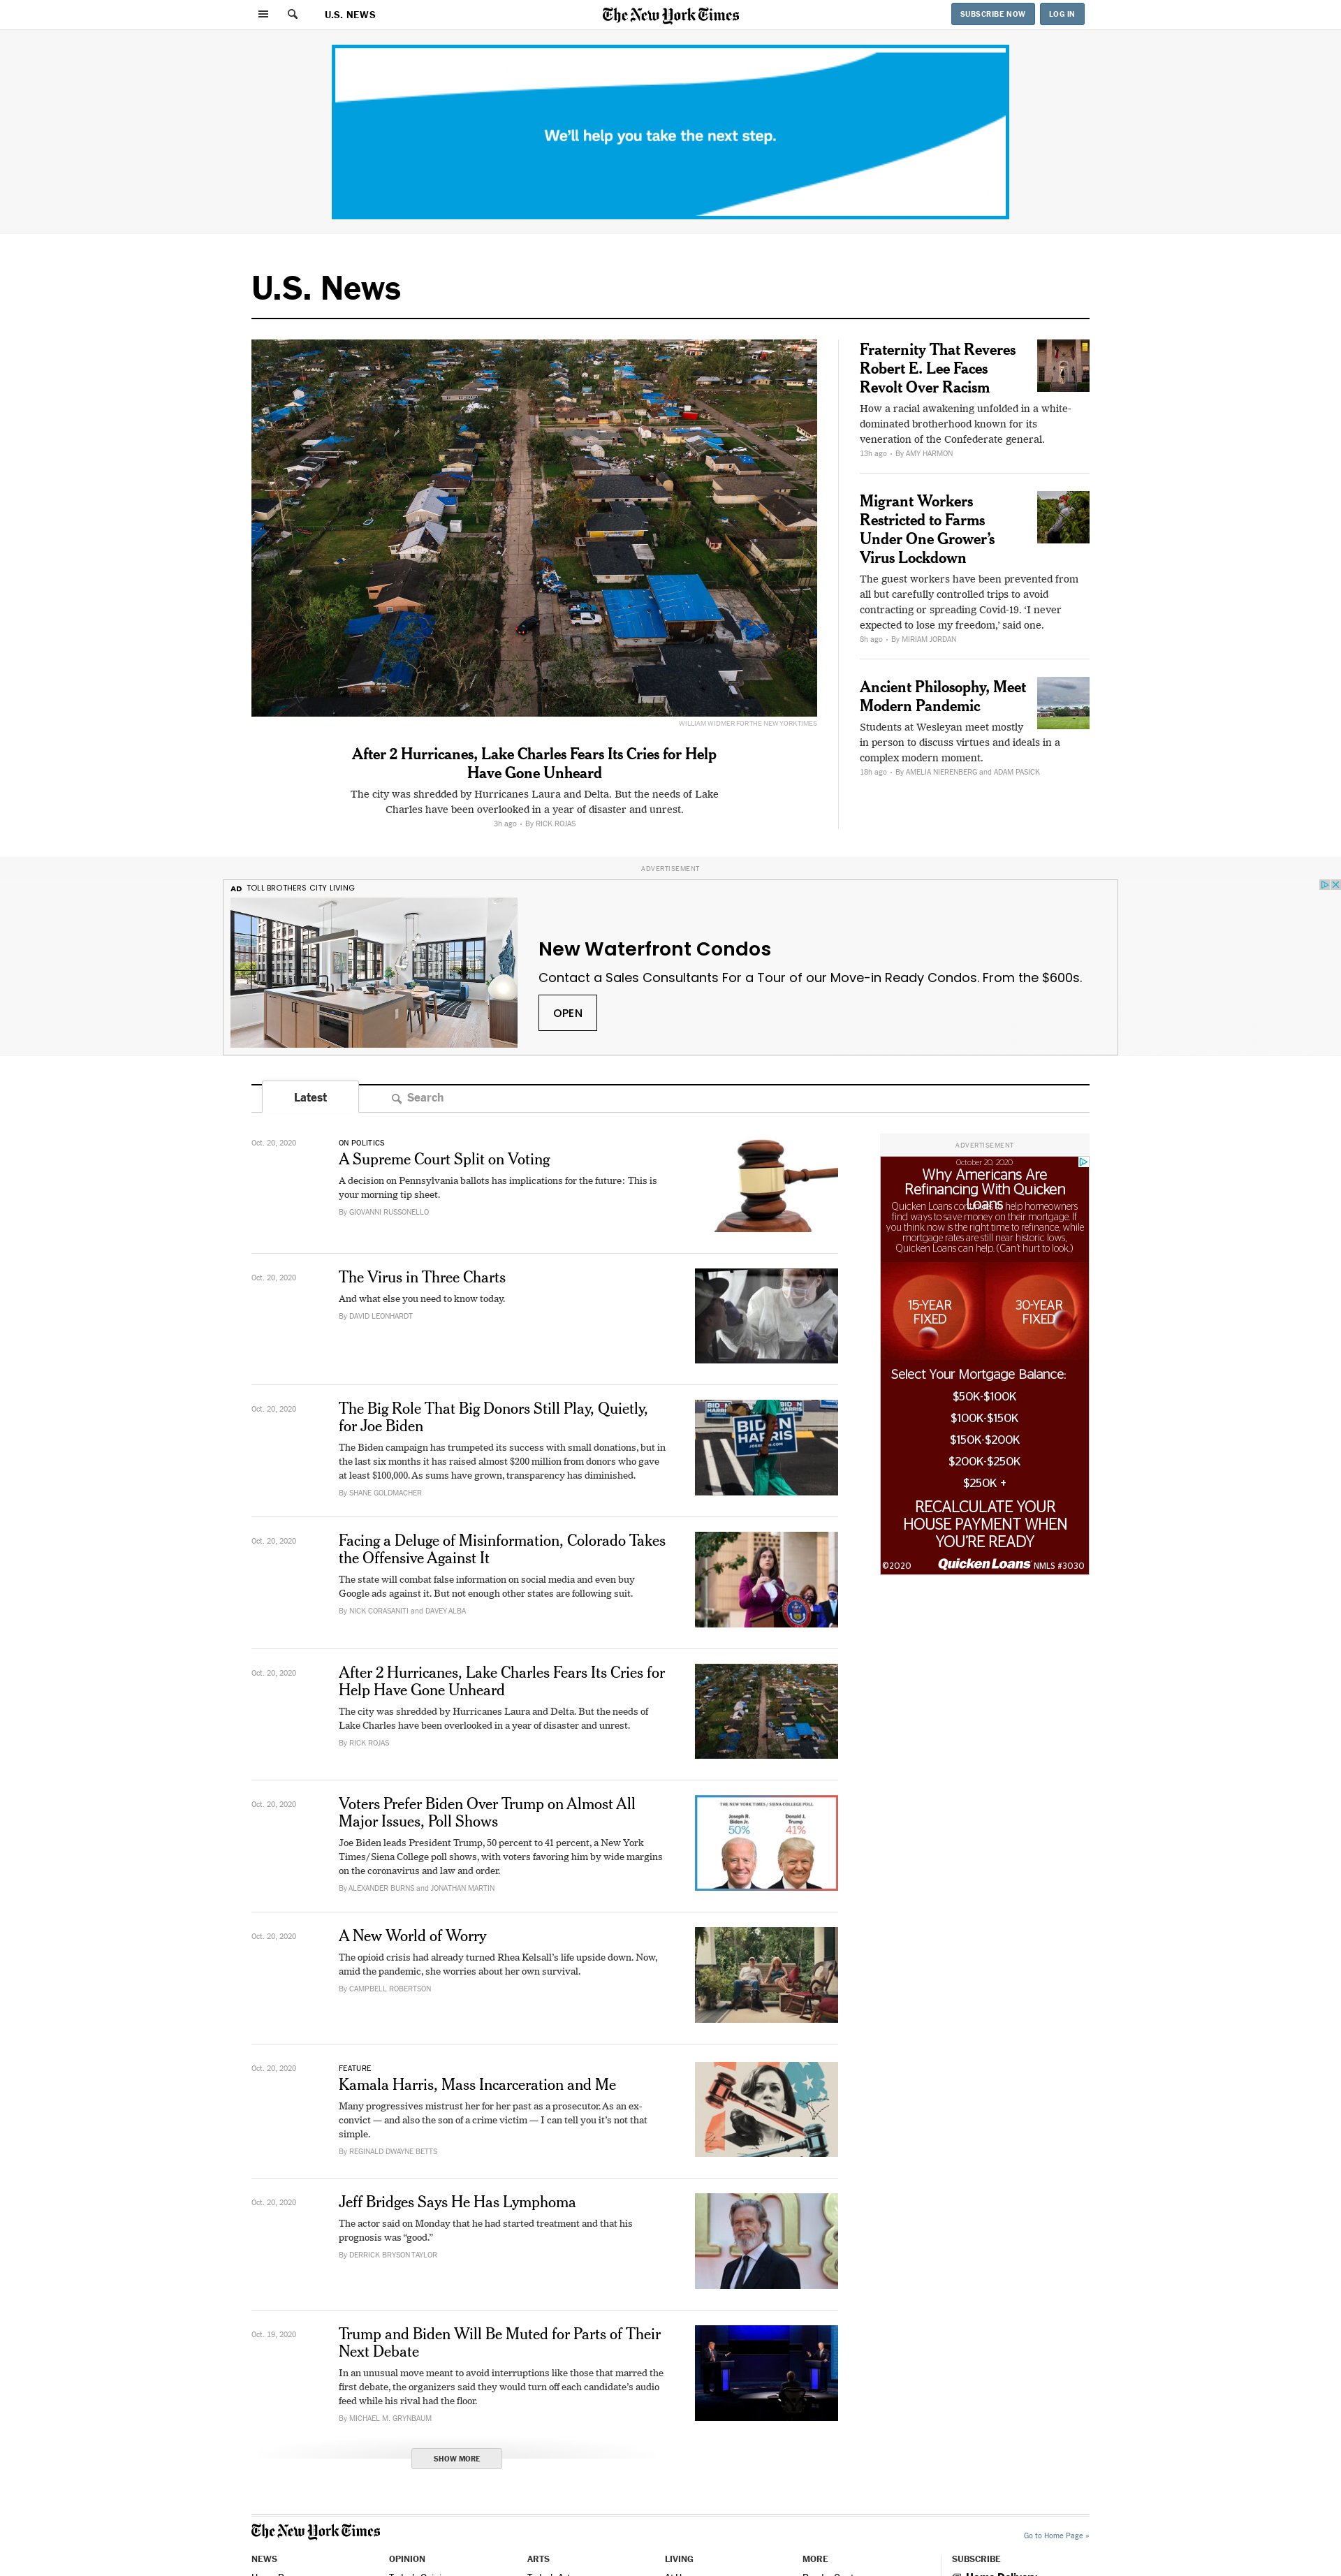 U.S. NEWS
The New York Times
SUBSCRIBE NOW
LOG IN
We'll help you take the next step.
U.S. News
WILLIAM WIDMER FOR THE NEW YORK TIMES
After 2 Hurricanes, Lake Charles Fears Its Cries for Help
Have Gone Unheard
The city was shredded by Hurricanes Laura and Delta. But the needs of Lake
Charles have been overlooked in a year of disaster and unrest.
3h ago • By RICK ROJAS
Fraternity That Reveres
Robert E. Lee Faces
Revolt Over Racism
How a racial awakening unfolded in a white-
dominated brotherhood known for its
veneration of the Confederate general.
13h ago • By AMY HARMON
Migrant Workers
Restricted to Farms
Under One Grower's
Virus Lockdown
The guest workers have been prevented from
all but carefully controlled trips to avoid
contracting or spreading Covid-19. 'I never
expected to lose my freedom,' said one.
8h ago • By MIRIAM JORDAN
Ancient Philosophy, Meet
Modern Pandemic
Students at Wesleyan meet mostly
in person to discuss virtues and ideals in a
complex modern moment.
18h ago • By AMELIA NIERENBERG and ADAM PASICK
ADVERTISEMENT
AD TOLL BROTHERS CITY LIVING
New Waterfront Condos
Contact a Sales Consultants For a Tour of our Move-in Ready Condos. From the $600s.
OPEN
Latest
Search
Oct. 20, 2020
ON POLITICS
A Supreme Court Split on Voting
A decision on Pennsylvania ballots has implications for the future: This is
your morning tip sheet.
By GIOVANNI RUSSONELLO
Oct. 20, 2020
The Virus in Three Charts
And what else you need to know today.
By DAVID LEONHARDT
Oct. 20, 2020
The Big Role That Big Donors Still Play, Quietly,
for Joe Biden
The Biden campaign has trumpeted its success with small donations, but in
the last six months it has raised almost $200 million from donors who gave
at least $100,000. As sums have grown, transparency has diminished.
By SHANE GOLDMACHER
BIDEN
HARRIS
Oct. 20, 2020
Facing a Deluge of Misinformation, Colorado Takes
the Offensive Against It
The state will combat false information on social media and even buy
Google ads against it. But not enough other states are following suit.
By NICK CORASANITI and DAVEY ALBA
Oct. 20, 2020
After 2 Hurricanes, Lake Charles Fears Its Cries for
Help Have Gone Unheard
The city was shredded by Hurricanes Laura and Delta. But the needs of
Lake Charles have been overlooked in a year of disaster and unrest.
By RICK ROJAS
Oct. 20, 2020
Voters Prefer Biden Over Trump on Almost All
Major Issues, Poll Shows
Joe Biden leads President Trump, 50 percent to 41 percent, a New York
Times/Siena College poll shows, with voters favoring him by wide margins
on the coronavirus and law and order.
By ALEXANDER BURNS and JONATHAN MARTIN
THE NEW YORK TIMES / SIENA COLLEGE POLL
Joseph R. Biden Jr.
50%
Donald J. Trump
41%
Oct. 20, 2020
A New World of Worry
The opioid crisis had already turned Rhea Kelsall's life upside down. Now,
amid the pandemic, she worries about her own survival.
By CAMPBELL ROBERTSON
Oct. 20, 2020
FEATURE
Kamala Harris, Mass Incarceration and Me
Many progressives mistrust her for her past as a prosecutor. As an ex-
convict — and also the son of a crime victim — I can tell you it's not that
simple.
By REGINALD DWAYNE BETTS
Oct. 20, 2020
Jeff Bridges Says He Has Lymphoma
The actor said on Monday that he had started treatment and that his
prognosis was "good."
By DERRICK BRYSON TAYLOR
Oct. 19, 2020
Trump and Biden Will Be Muted for Parts of Their
Next Debate
In an unusual move meant to avoid interruptions like those that marred the
first debate, the organizers said they would turn off each candidate's audio
feed while his rival had the floor.
By MICHAEL M. GRYNBAUM
SHOW MORE
ADVERTISEMENT
October 20, 2020
Why Americans Are
Refinancing With Quicken
Loans
Quicken Loans continues to help homeowners
find ways to save money on their mortgage. If
you think now is the right time to refinance, while
mortgage rates are still near historic lows,
Quicken Loans can help. (Can't hurt to look.)
15-YEAR
FIXED
30-YEAR
FIXED
Select Your Mortgage Balance:
$50K-$100K
$100K-$150K
$150K-$200K
$200K-$250K
$250K +
RECALCULATE YOUR
HOUSE PAYMENT WHEN
YOU'RE READY
©2020 Quicken Loans NMLS #3030
The New York Times
Go to Home Page »
NEWS
OPINION
ARTS
LIVING
MORE
SUBSCRIBE
Home Delivery